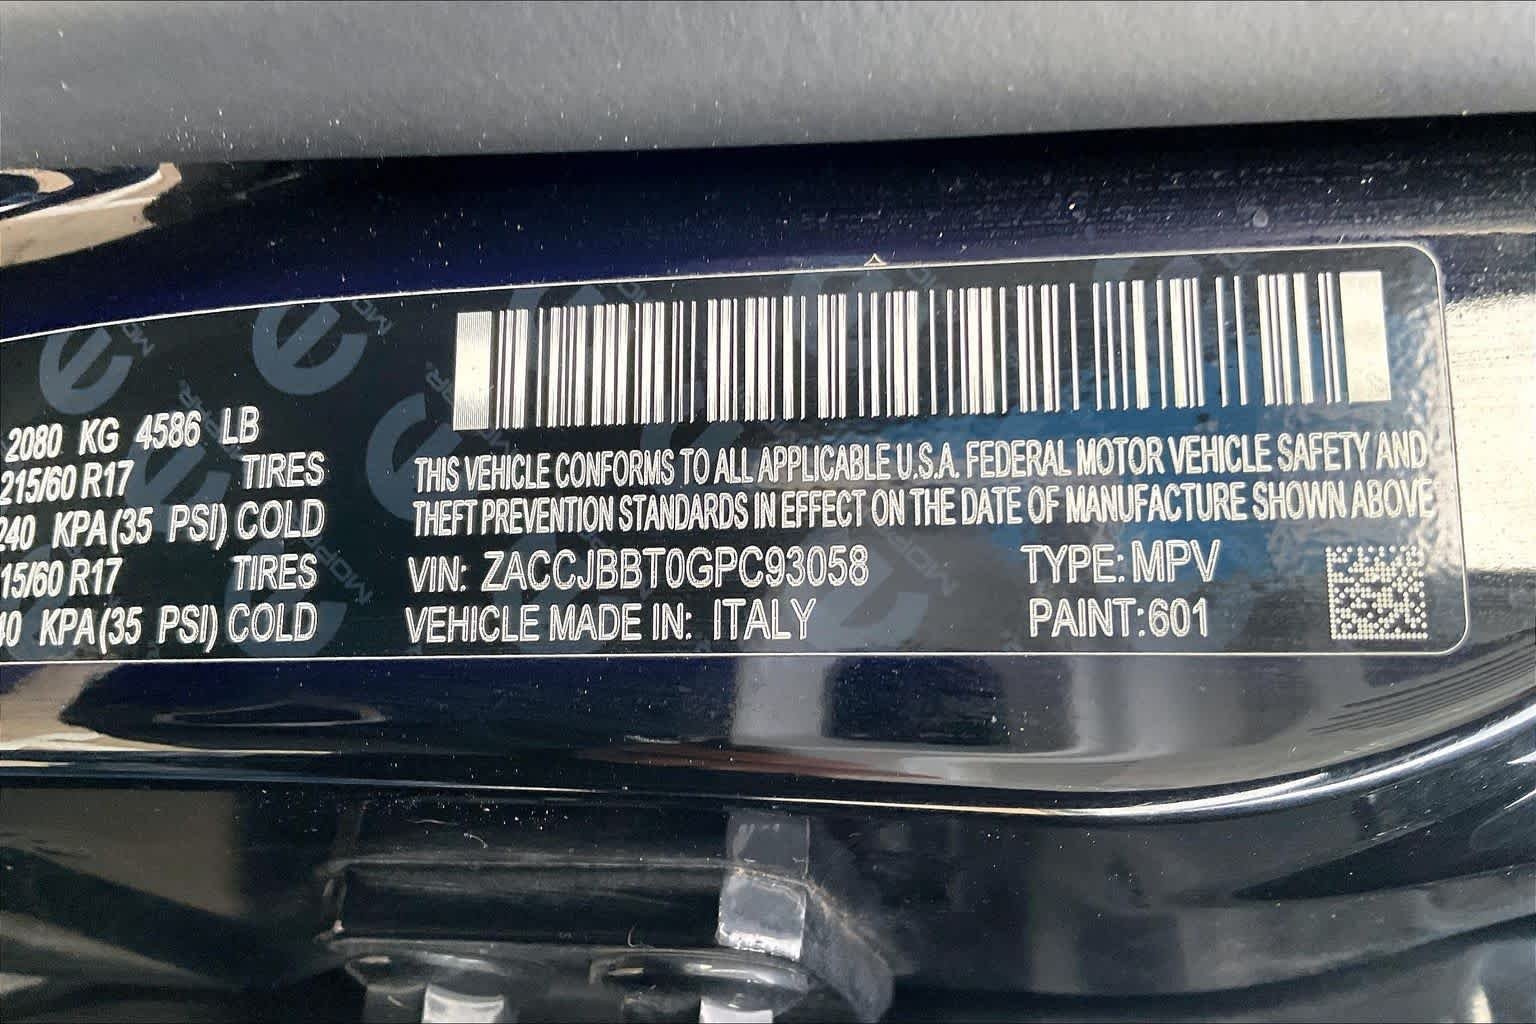 2080 KG 4586 LB
215/60 R17 TIRES
240 KPA(35 PSI) COLD
15/60 R17 TIRES
40 KPA(35 PSI) COLD
THIS VEHICLE CONFORMS TO ALL APPLICABLE U.S.A. FEDERAL MOTOR VEHICLE SAFETY AND
THEFT PREVENTION STANDARDS IN EFFECT ON THE DATE OF MANUFACTURE SHOWN ABOVE
VIN: ZACCJBBT0GPC93058 TYPE: MPV
VEHICLE MADE IN: ITALY PAINT:601
MOPAR